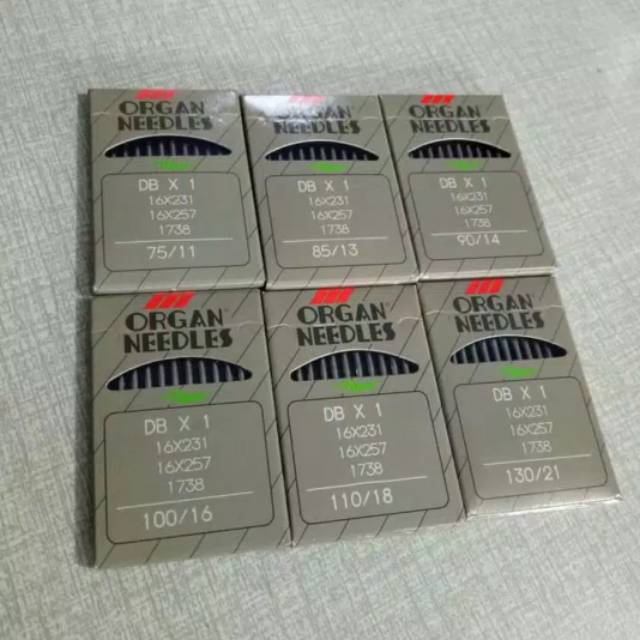 ORGAN
NEEDLES
DB X 1
16X231
16X257
1738
75/11
ORGAN
NEEDLES
DB X 1
16X231
16X257
1738
85/13
ORGAN
NEEDLES
DB X 1
16X231
16X257
1738
90/14
ORGAN
NEEDLES
DB X 1
16X231
16X257
1738
100/16
ORGAN
NEEDLES
DB X 1
16X231
16X257
1738
110/18
ORGAN
NEEDLES
DB X 1
16X231
16X257
1738
130/21